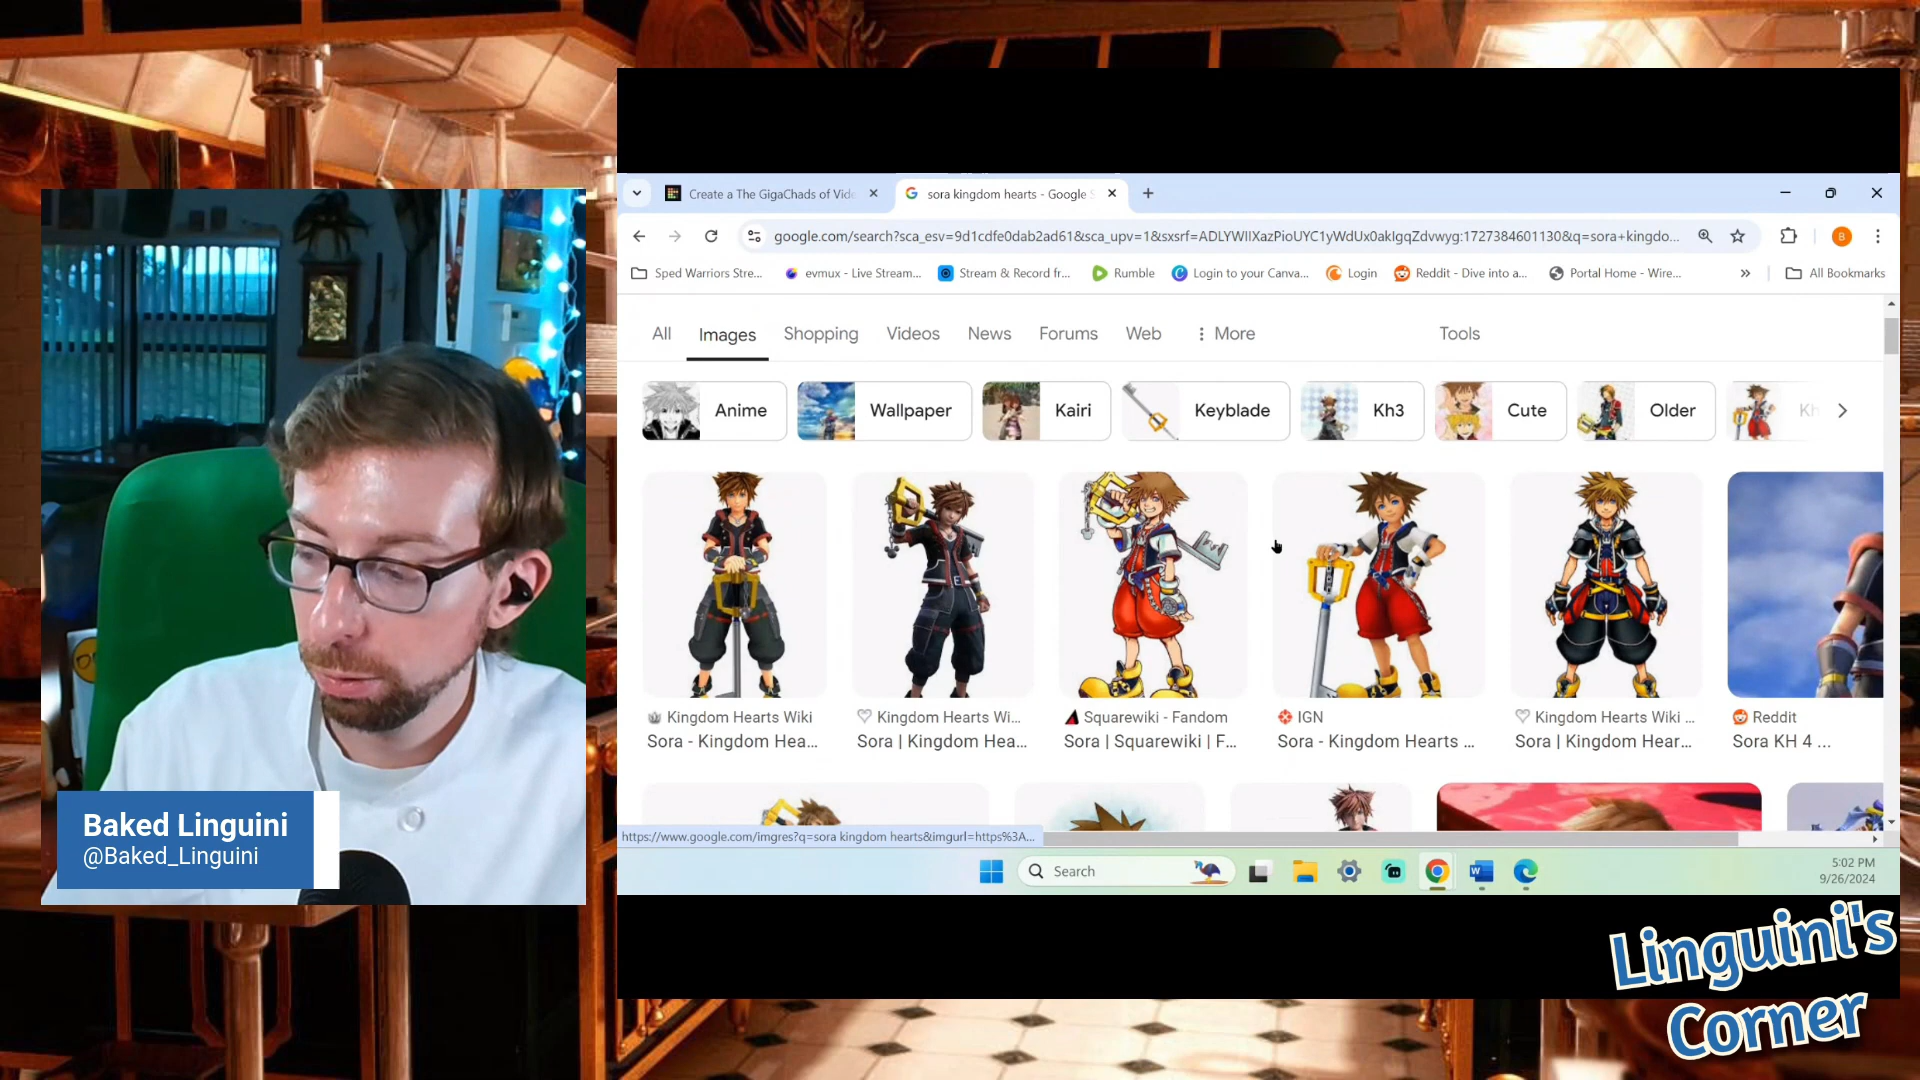 Create a The GigaChads of Vide
sora kingdom hearts - Google S
google.com/search?sca_esv=9d1cdfe0dab2ad61&sca_upv=1&sxsrf=ADLYWIIXazPioUYC1yWdUx0aklgqZdvwyg:1727384601130&q=sora+kingdo...
Sped Warriors Stre...
evmux - Live Stream...
Stream & Record fr...
Rumble
Login to your Canva...
Login
Reddit - Dive into a...
Portal Home - Wire...
All Bookmarks
All
Images
Shopping
Videos
News
Forums
Web
More
Tools
Anime
Wallpaper
Kairi
Keyblade
Kh3
Cute
Older
Kh
Kingdom Hearts Wiki
Sora - Kingdom Hea...
Kingdom Hearts Wi...
Sora | Kingdom Hea...
Squarewiki - Fandom
Sora | Squarewiki | F...
IGN
Sora - Kingdom Hearts ...
Kingdom Hearts Wiki ...
Sora | Kingdom Hear...
Reddit
Sora KH 4 ...
https://www.google.com/imgres?q=sora kingdom hearts&imgurl=https%3A...
Search
5:02 PM
9/26/2024
Baked Linguini
@Baked_Linguini
Linguini's
Corner